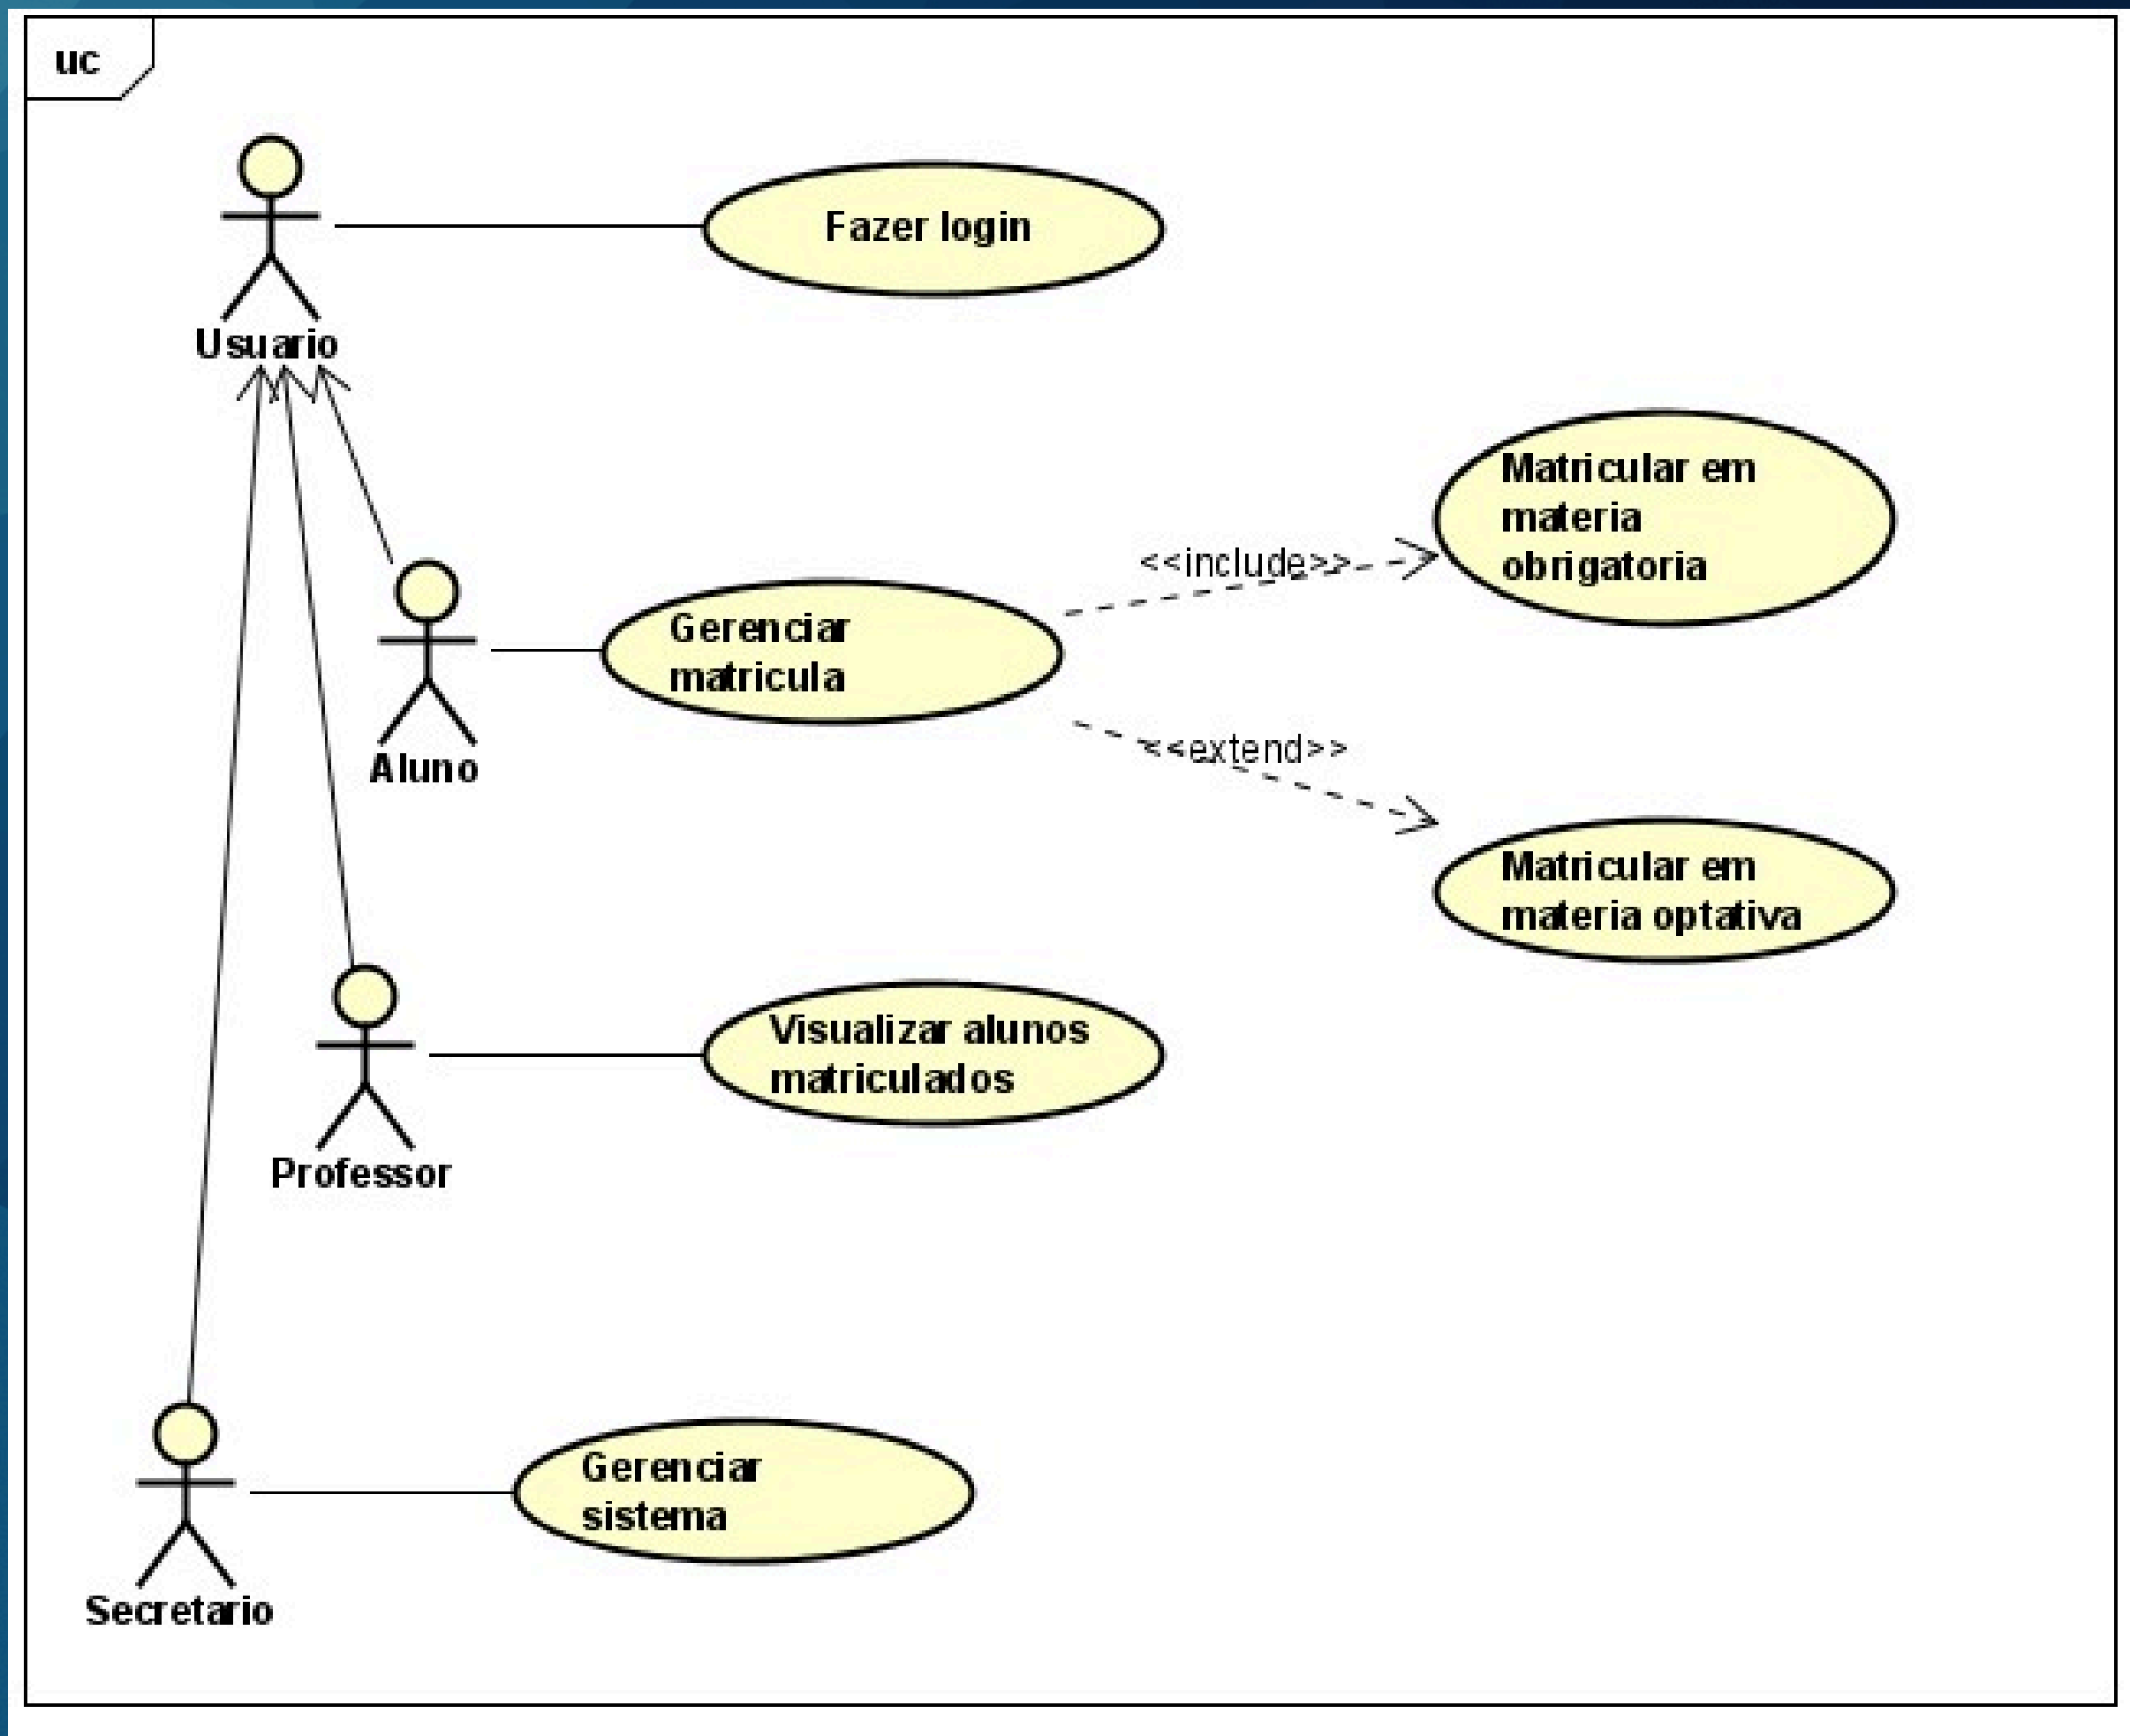 uc
Fazer login
Usuario
Matricular em
materia
obrigatoria
<<include>>
Gerenciar
matricula
<<extend>>
Aluno
Matricular em
materia optativa
Visualizar alunos
matriculados
Professor
Gerenciar
sistema
Secretario